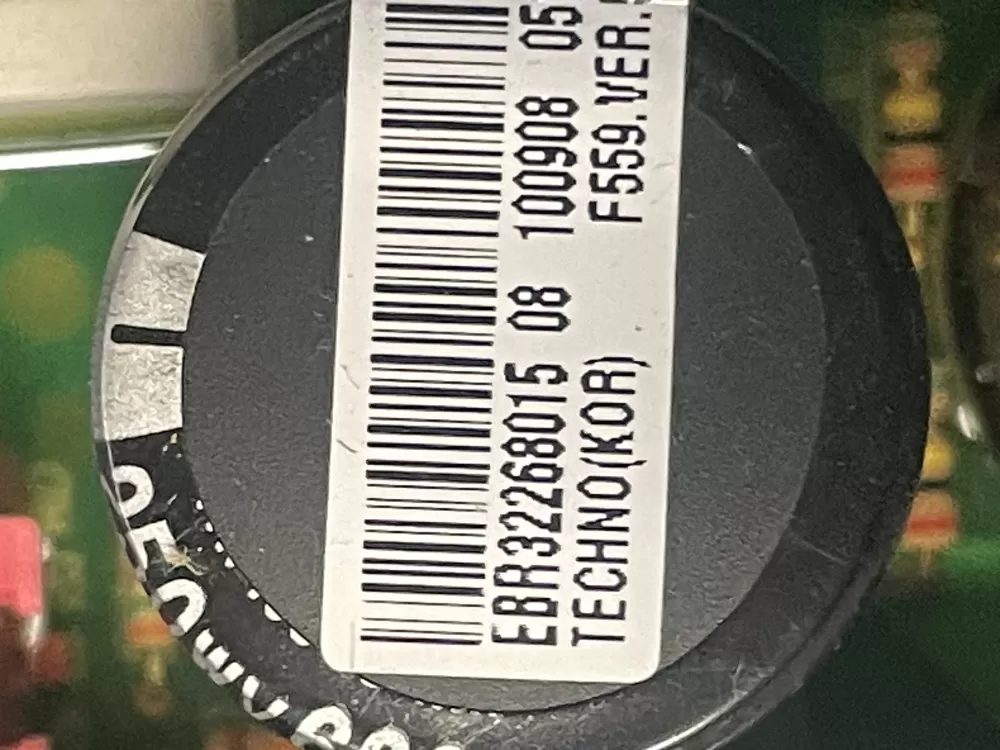 EBR32268015 08 100908 05
TECHNO(KOR) F559.VER.